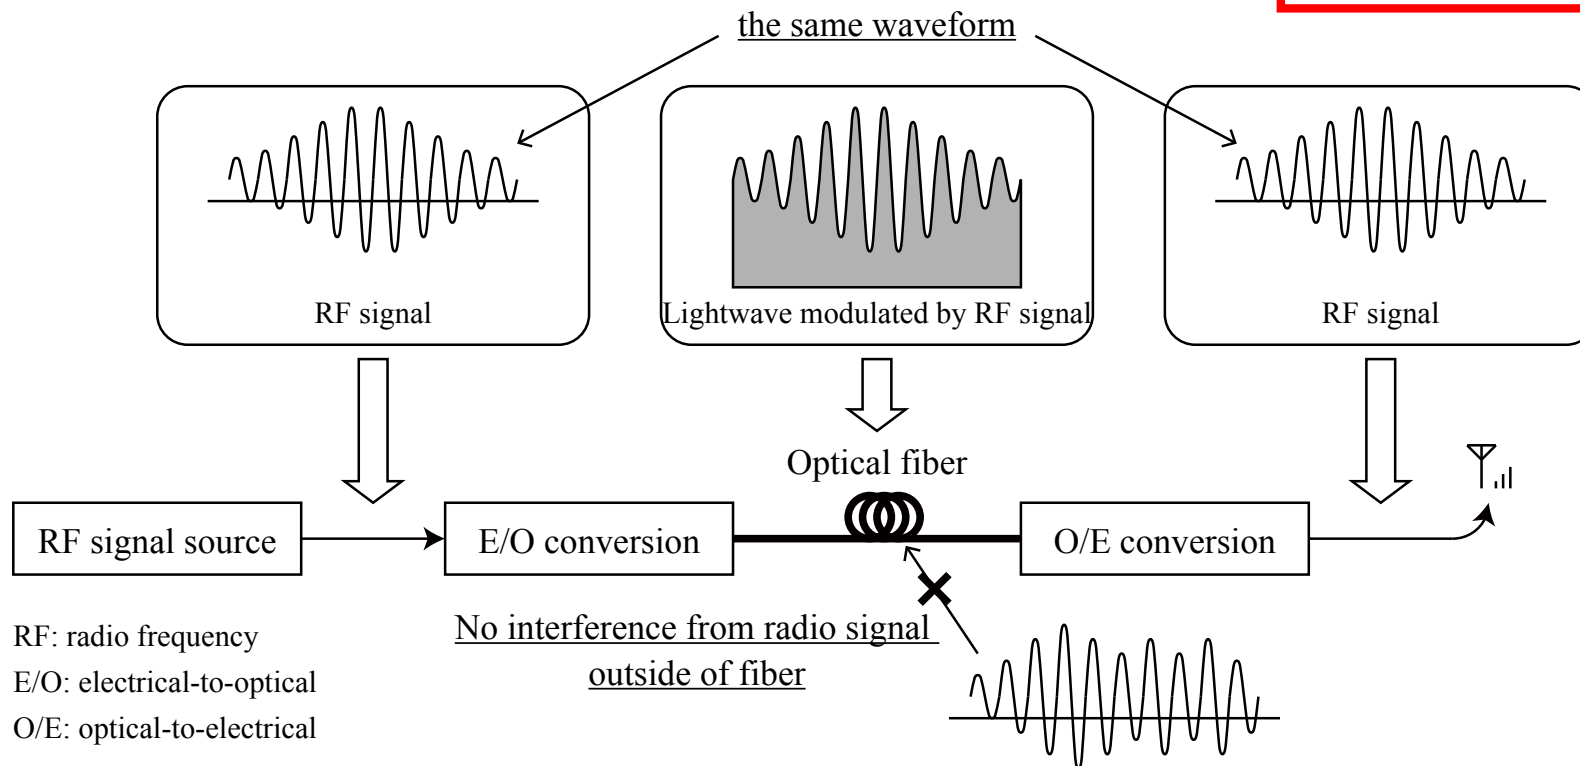 the same waveform
RF signal
Lightwave modulated by RF signal
RF signal
Optical fiber
RF signal source
E/O conversion
O/E conversion
RF: radio frequency
E/O: electrical-to-optical
O/E: optical-to-electrical
No interference from radio signal
outside of fiber